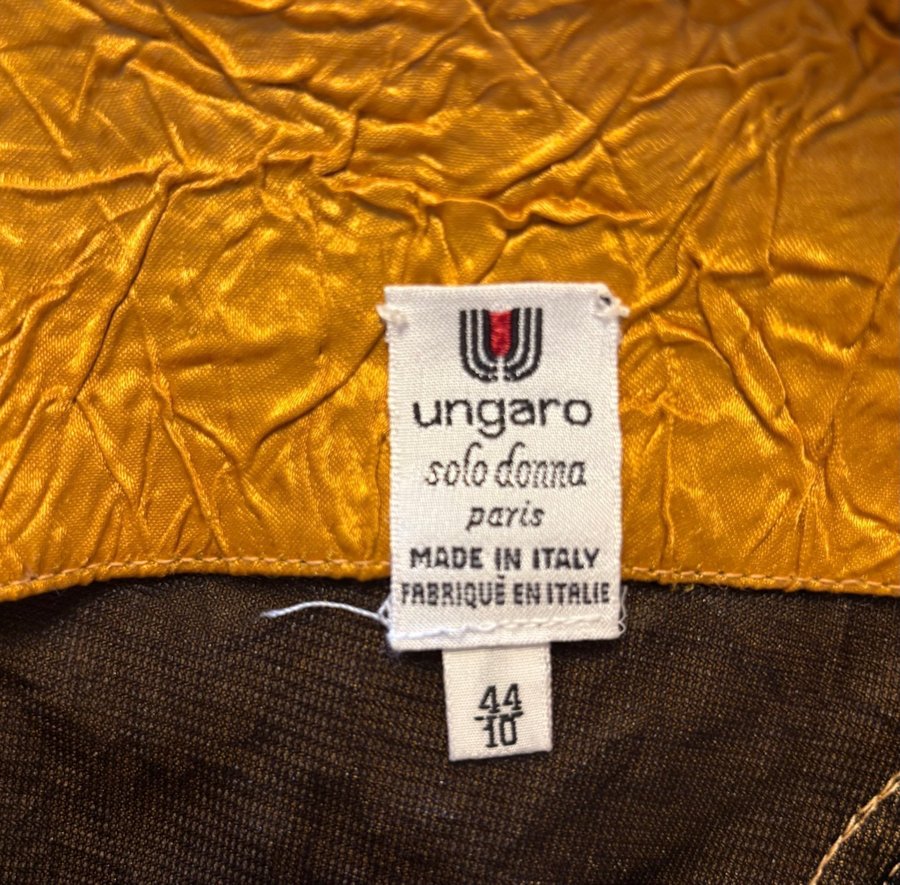 ungaro
solo donna
paris
MADE IN ITALY
FABRIQUÉ EN ITALIE
44
10